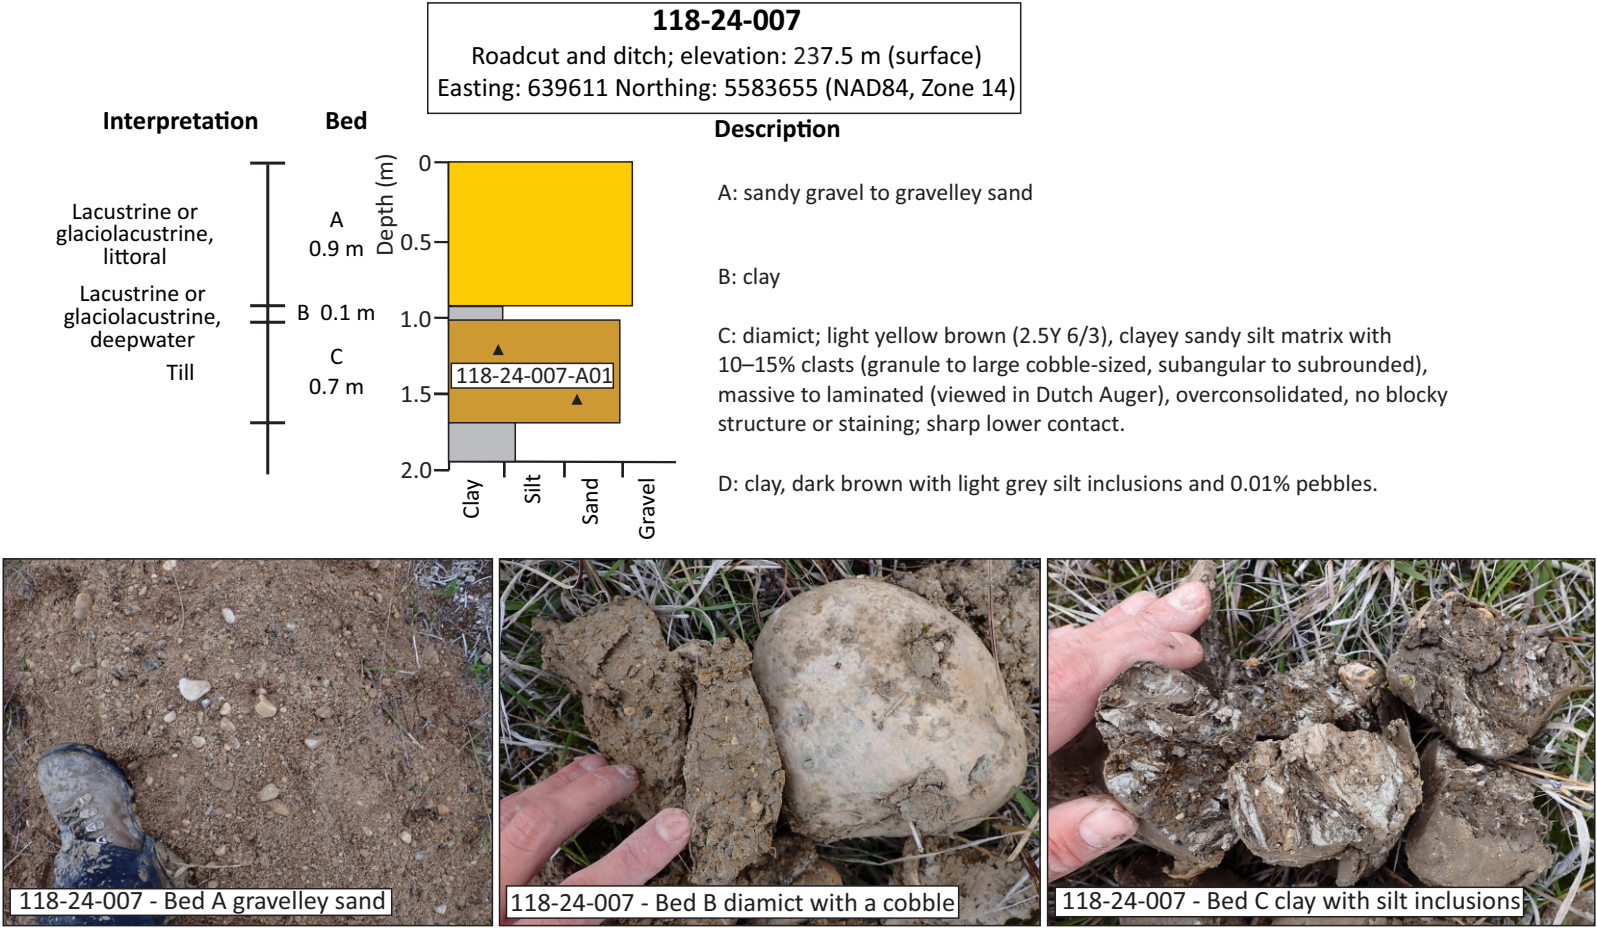 118-24-007
Roadcut and ditch; elevation: 237.5 m (surface)
Easting: 639611 Northing: 5583655 (NAD84, Zone 14)
Interpretation
Bed
Description
Lacustrine or
glaciolacustrine,
littoral
Lacustrine or
glaciolacustrine,
deepwater
Till
A
0.9 m
B 0.1 m
C
0.7 m
Depth (m)
0
0.5
1.0
1.5
2.0
118-24-007-A01
Clay
Silt
Sand
Gravel
A: sandy gravel to gravelley sand
B: clay
C: diamict; light yellow brown (2.5Y 6/3), clayey sandy silt matrix with
10–15% clasts (granule to large cobble-sized, subangular to subrounded),
massive to laminated (viewed in Dutch Auger), overconsolidated, no blocky
structure or staining; sharp lower contact.
D: clay, dark brown with light grey silt inclusions and 0.01% pebbles.
118-24-007 - Bed A gravelley sand
118-24-007 - Bed B diamict with a cobble
118-24-007 - Bed C clay with silt inclusions